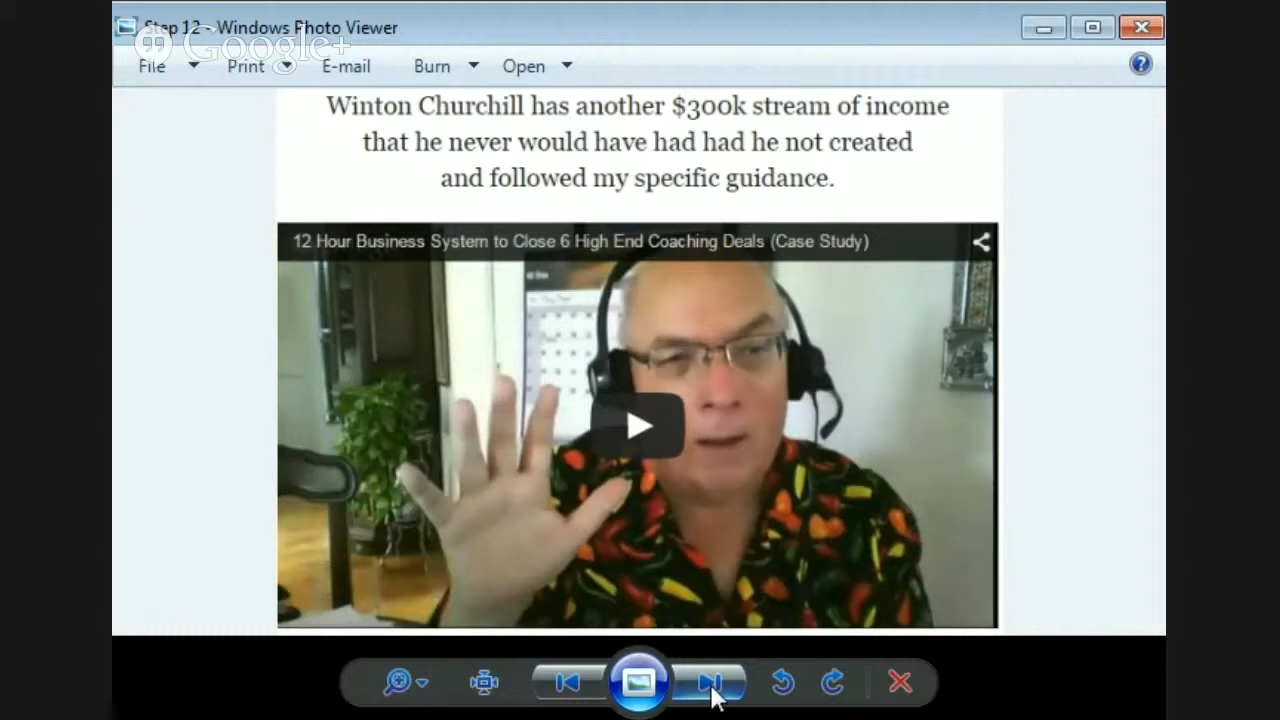 Step 12 - Windows Photo Viewer
Google+
File Print E-mail Burn Open
Winton Churchill has another $300k stream of income
that he never would have had had he not created
and followed my specific guidance.
12 Hour Business System to Close 6 High End Coaching Deals (Case Study)